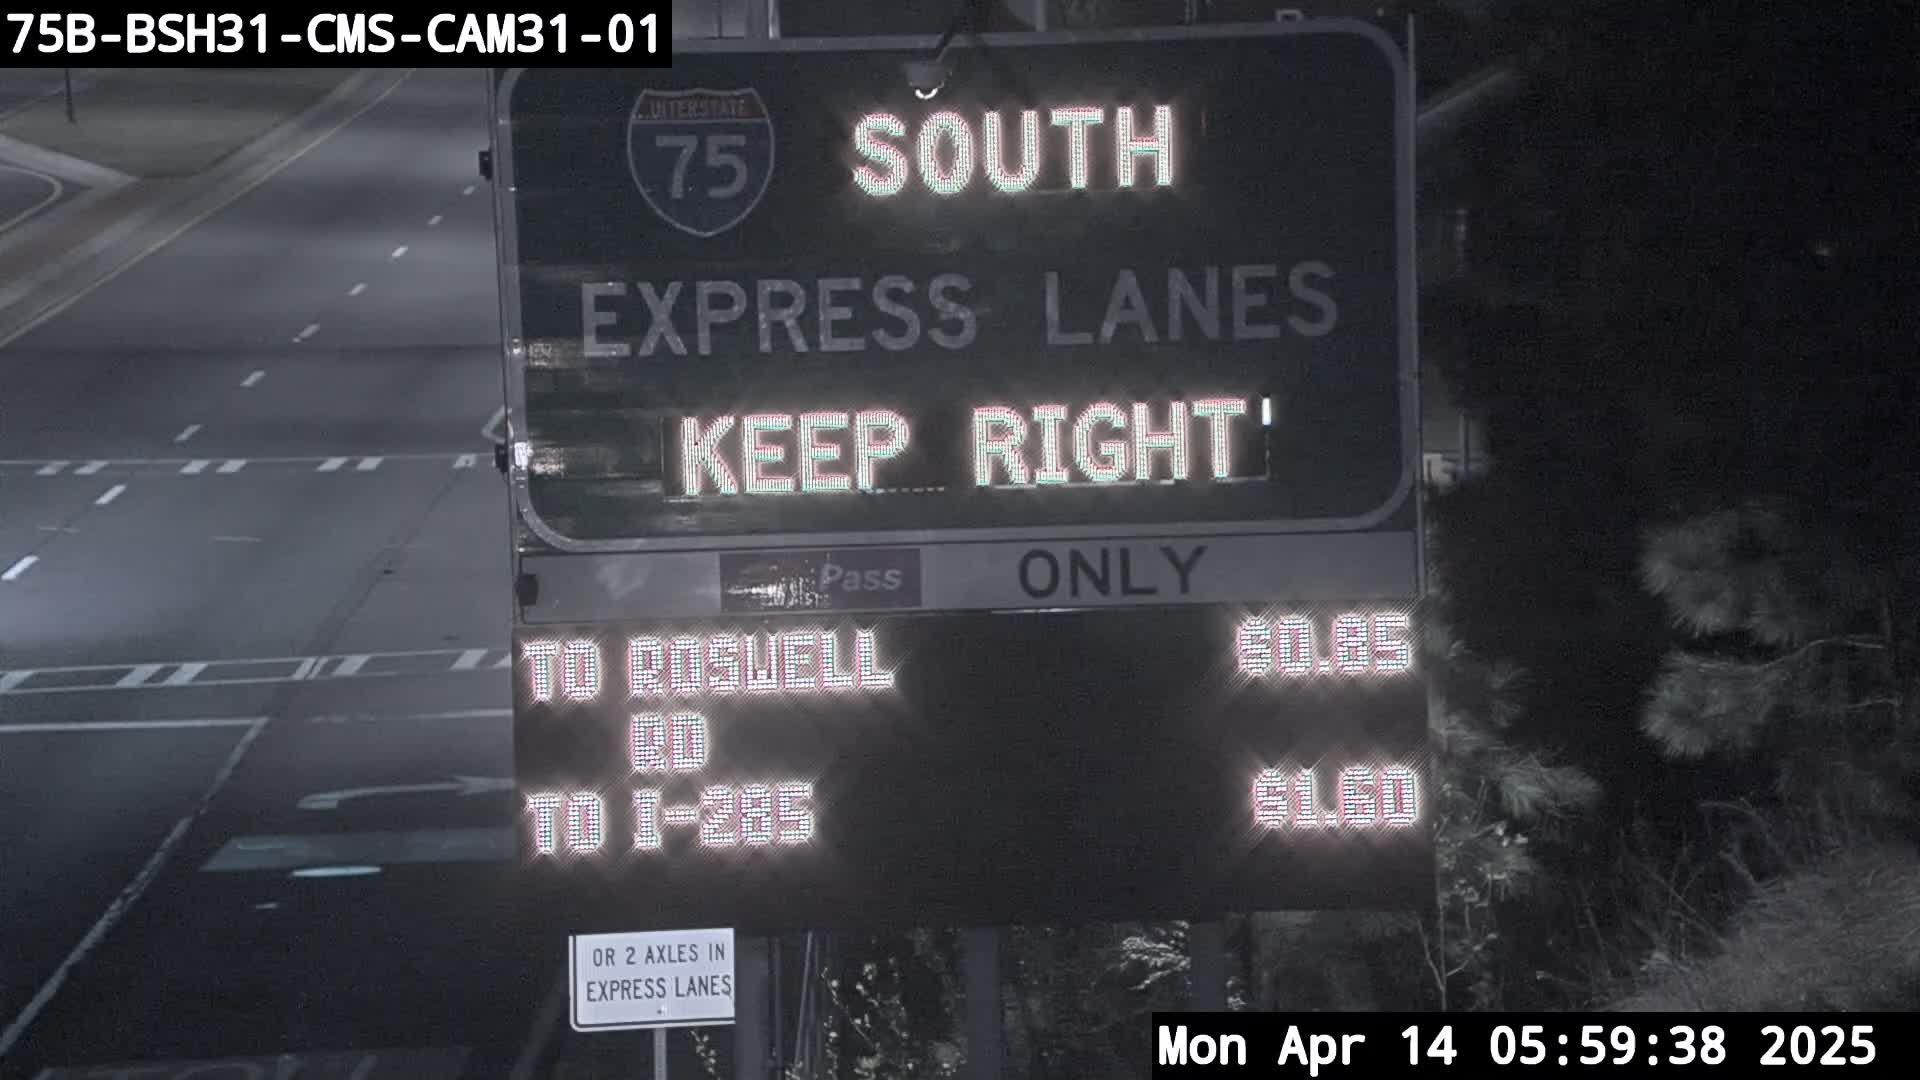 75B-BSH31-CMS-CAM31-01
INTERSTATE
75
SOUTH
EXPRESS LANES
KEEP RIGHT
Pass ONLY
TO ROSWELL $0.85
RD
TO I-285 $1.60
OR 2 AXLES IN
EXPRESS LANES
Mon Apr 14 05:59:38 2025